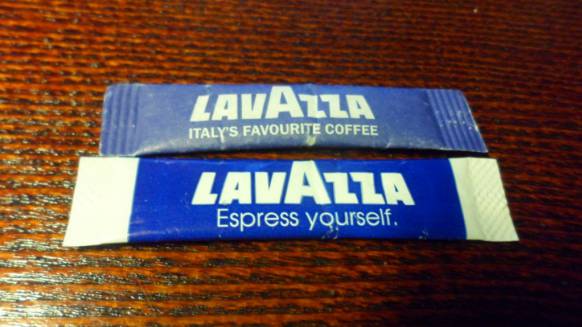 LAVAZZA
ITALY'S FAVOURITE COFFEE
LAVAZZA
Espress yourself.